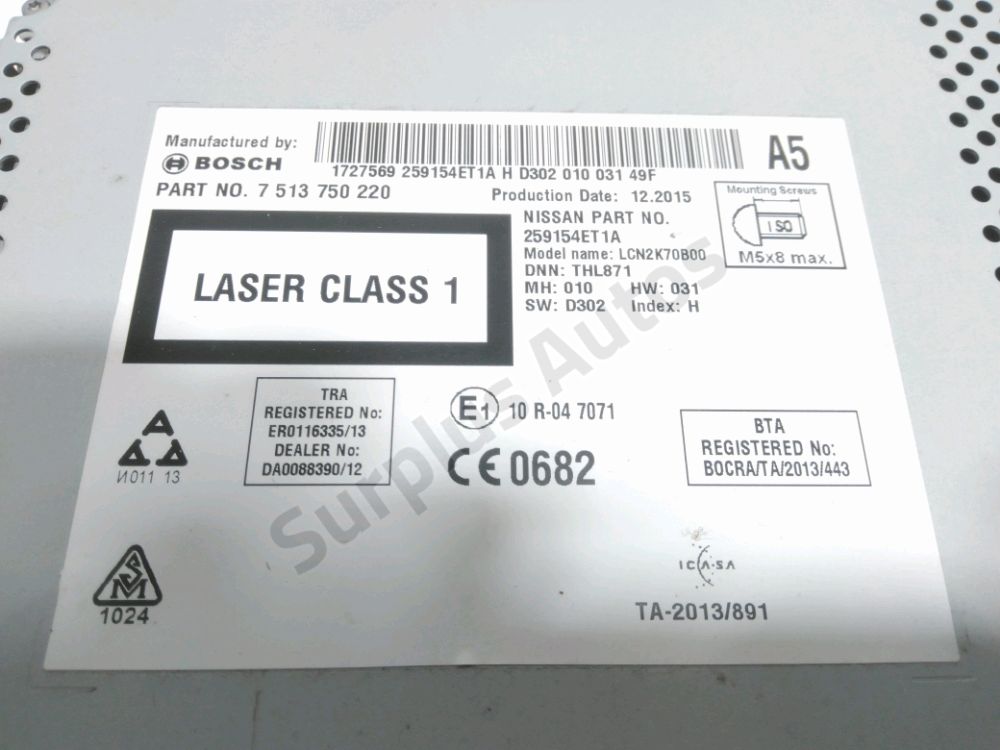 Manufactured by:
BOSCH
PART NO. 7 513 750 220
1727569 259154ET1A H D302 010 031 49F
A5
Production Date: 12.2015
NISSAN PART NO.
259154ET1A
Model name: LCN2K70B00
DNN: THL871
MH: 010 HW: 031
SW: D302 Index: H
Mounting Screws
ISO
M5x8 max.
LASER CLASS 1
TRA
REGISTERED No:
ER0116335/13
DEALER No:
DA0088390/12
E1 10 R-04 7071
CE 0682
BTA
REGISTERED No:
BOCRA/TA/2013/443
И011 13
SM
1024
ICASA
TA-2013/891
Surplus Autos